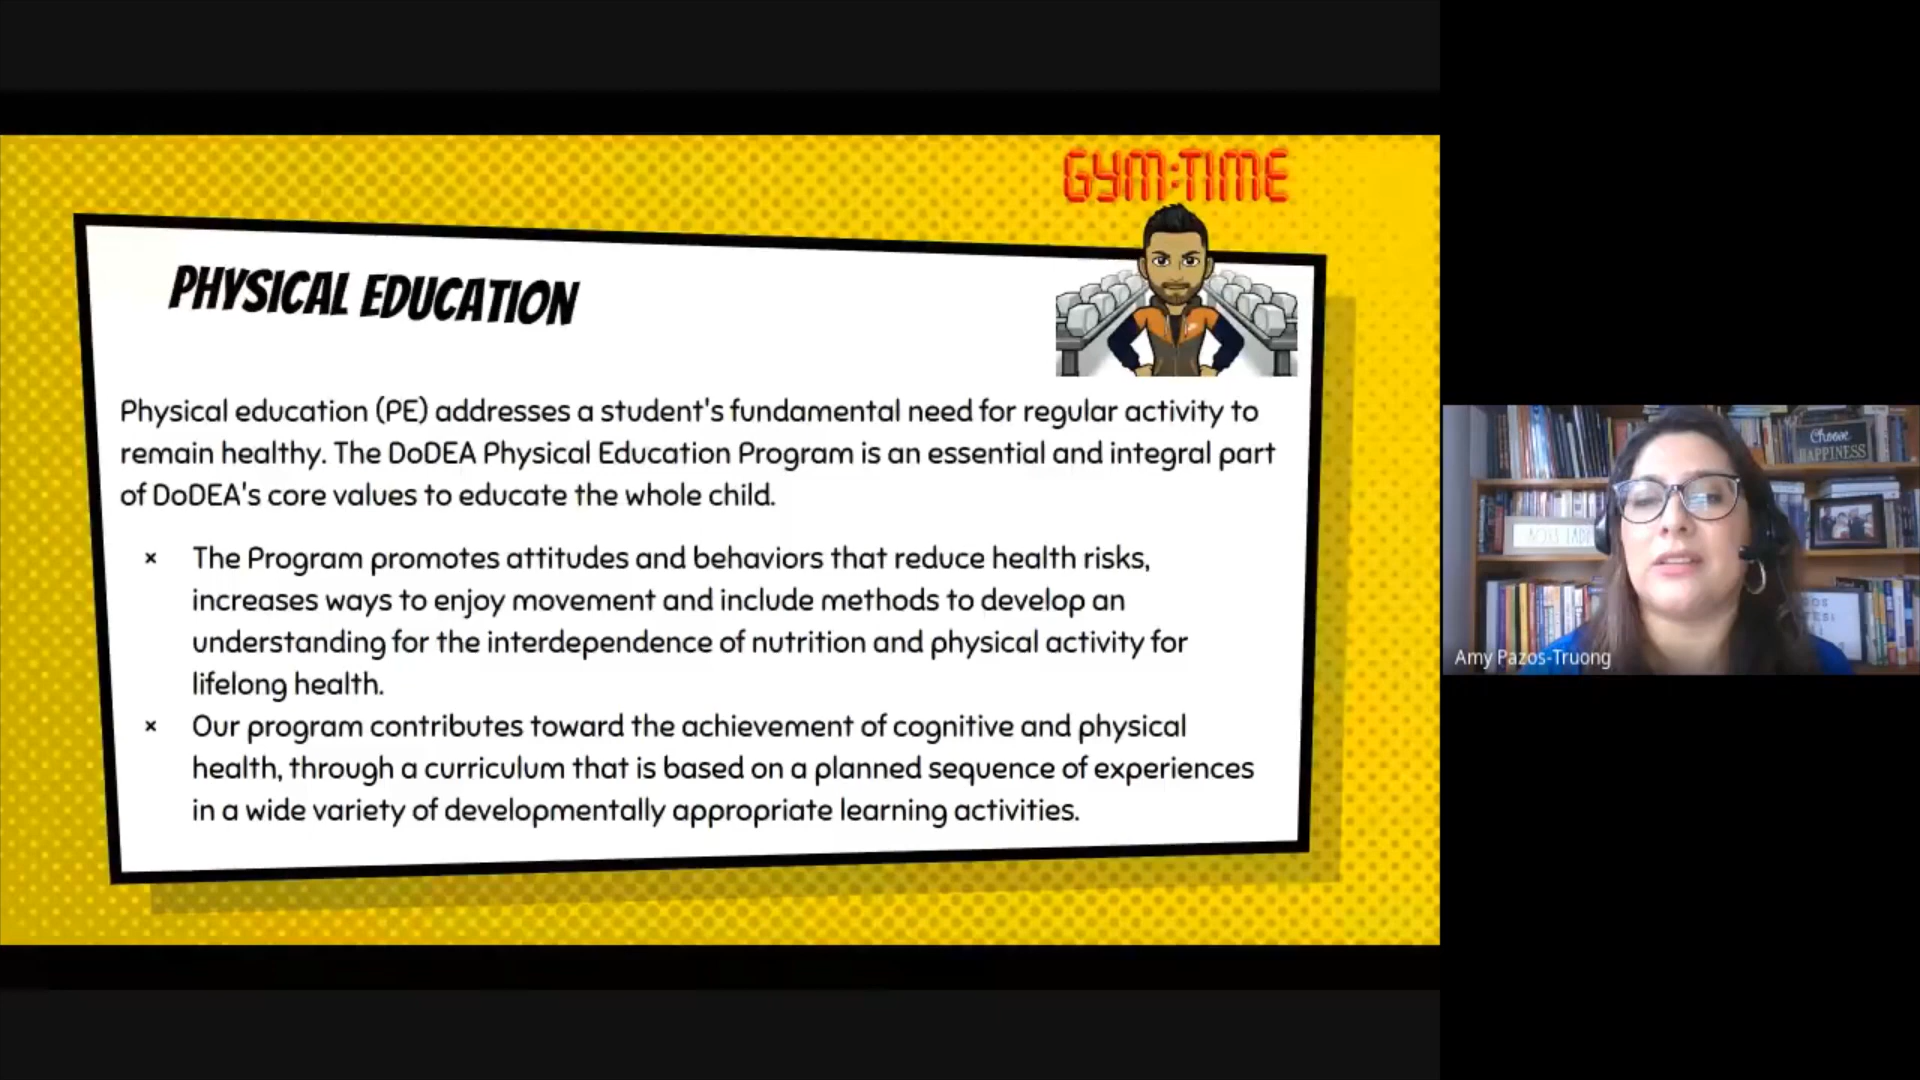 GYM:TIME
PHYSICAL EDUCATION
Physical education (PE) addresses a student's fundamental need for regular activity to
remain healthy. The DoDEA Physical Education Program is an essential and integral part
of DoDEA's core values to educate the whole child.
× The Program promotes attitudes and behaviors that reduce health risks,
increases ways to enjoy movement and include methods to develop an
understanding for the interdependence of nutrition and physical activity for
lifelong health.
× Our program contributes toward the achievement of cognitive and physical
health, through a curriculum that is based on a planned sequence of experiences
in a wide variety of developmentally appropriate learning activities.
Choose
HAPPINESS
Amy Pazos-Truong